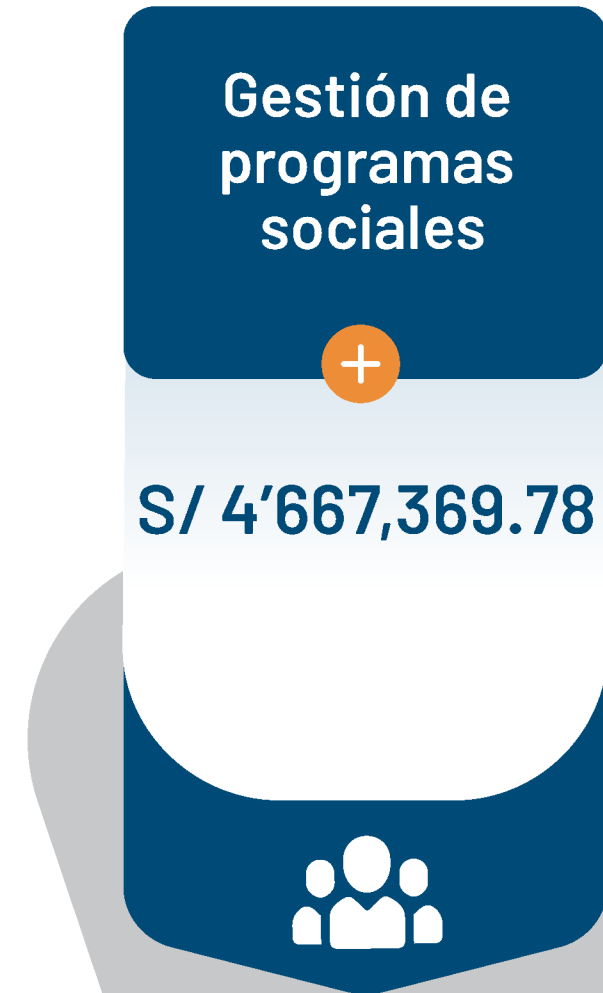 Gestión de
programas
sociales
+
S/ 4’667,369.78